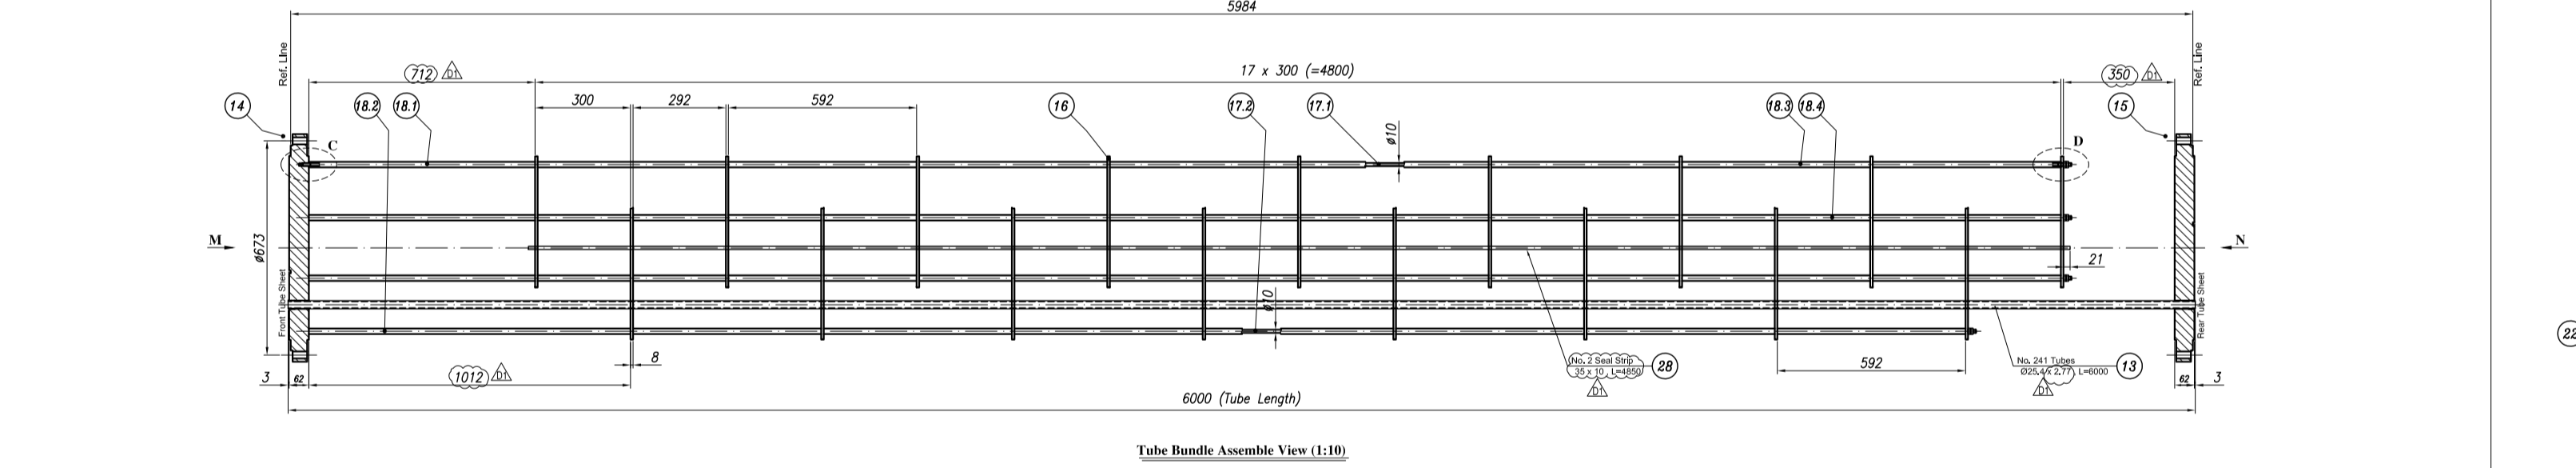 5984
Ref. Line
Ref. Line
712 D1
17 x 300 (=4800)
350 D1
14
18.2
18.1
300
292
592
16
17.2
17.1
ø10
18.3
18.4
15
C
D
M
ø673
N
21
Front Tube Sheet
Rear Tube Sheet
ø10
8
3
62
1012 D1
No. 2 Seal Strip
35 x 10 , L=4850
28
D1
592
No. 241 Tubes
Ø25.4 x 2.77, L=6000
13
D1
62
3
22
6000 (Tube Length)
Tube Bundle Assemble View (1:10)